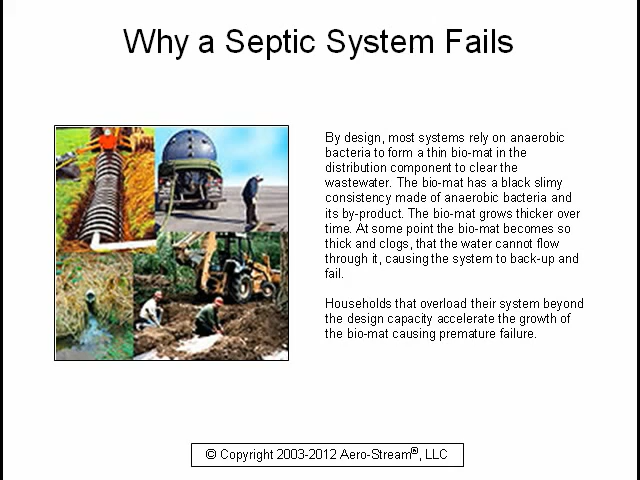 Why a Septic System Fails
By design, most systems rely on anaerobic
bacteria to form a thin bio-mat in the
distribution component to clear the
wastewater. The bio-mat has a black slimy
consistency made of anaerobic bacteria and
its by-product. The bio-mat grows thicker over
time. At some point the bio-mat becomes so
thick and clogs, that the water cannot flow
through it, causing the system to back-up and
fail.
Households that overload their system beyond
the design capacity accelerate the growth of
the bio-mat causing premature failure.
© Copyright 2003-2012 Aero-Stream®, LLC